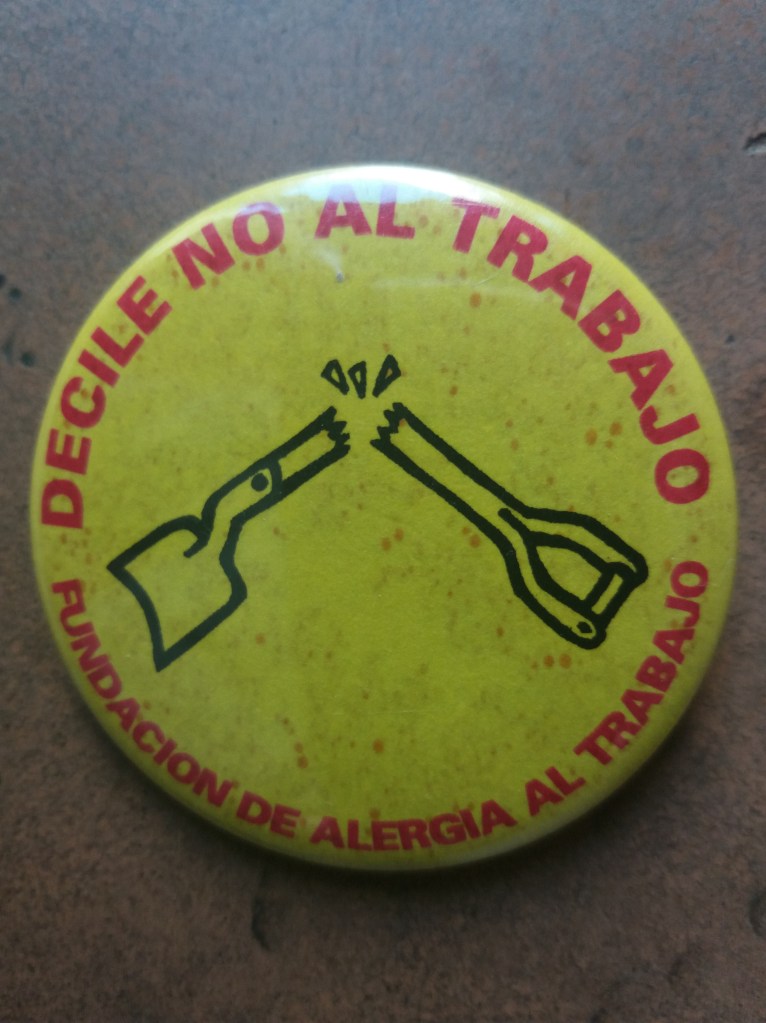 DECILE NO AL TRABAJO
FUNDACION DE ALERGIA AL TRABAJO